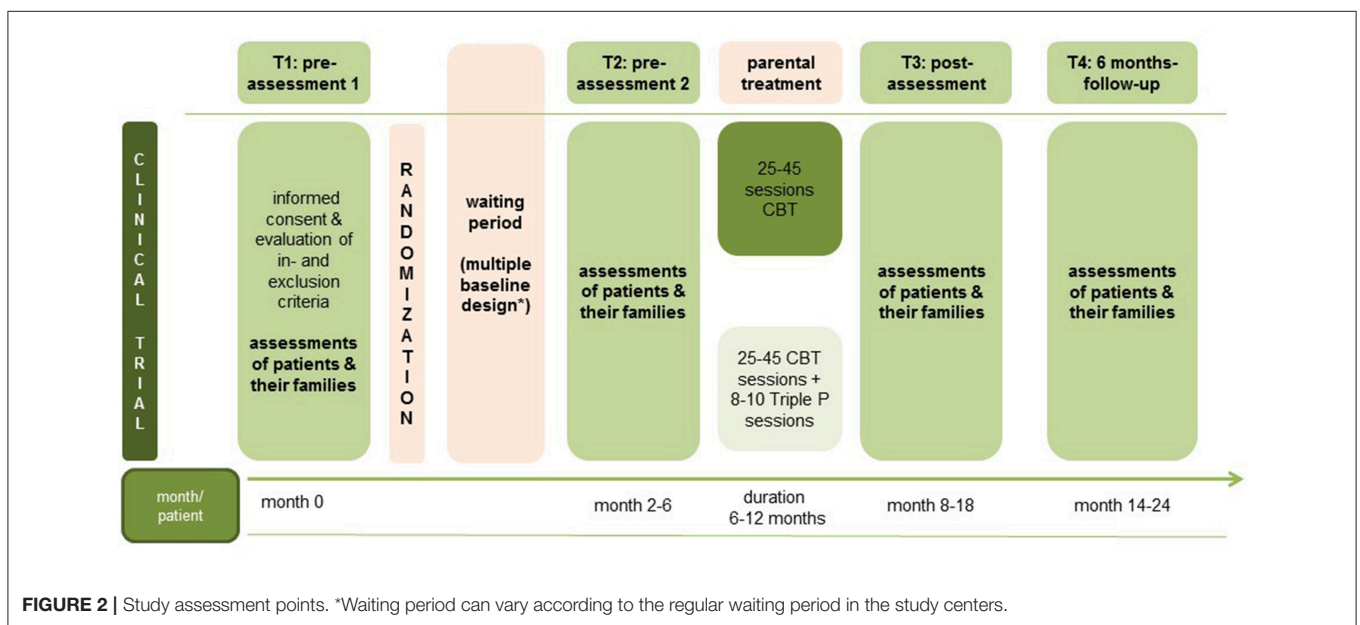 T1: pre-
assessment 1
T2: pre-
assessment 2
parental
treatment
T3: post-
assessment
T4: 6 months-
follow-up
CLINICAL TRIAL
informed
consent &
evaluation of
in- and
exclusion
criteria
assessments
of patients &
their families
RANDOMIZATION
waiting
period
(multiple
baseline
design*)
assessments
of patients &
their families
25-45
sessions
CBT
25-45 CBT
sessions +
8-10 Triple P
sessions
assessments
of patients &
their families
assessments
of patients &
their families
month/
patient
month 0
month 2-6
duration
6-12 months
month 8-18
month 14-24
FIGURE 2 | Study assessment points. *Waiting period can vary according to the regular waiting period in the study centers.